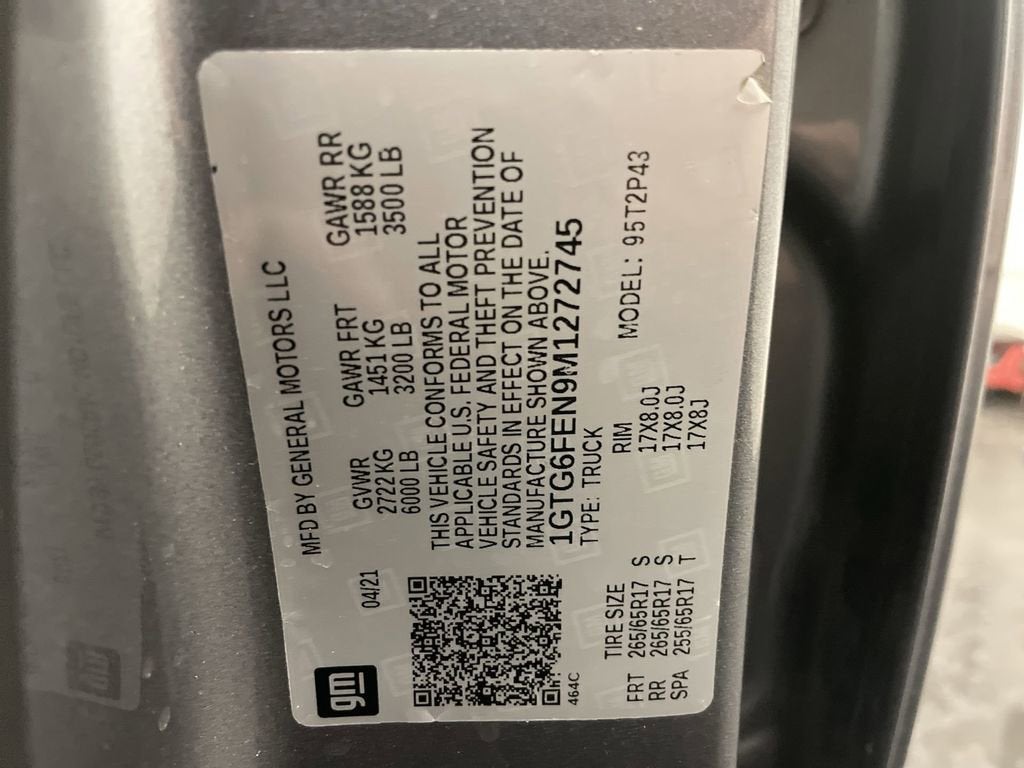 gm
MFD BY GENERAL MOTORS LLC
04/21
GVWR GAWR FRT GAWR RR
2722 KG 1451 KG 1588 KG
6000 LB 3200 LB 3500 LB
THIS VEHICLE CONFORMS TO ALL
APPLICABLE U.S. FEDERAL MOTOR
VEHICLE SAFETY AND THEFT PREVENTION
STANDARDS IN EFFECT ON THE DATE OF
MANUFACTURE SHOWN ABOVE.
1GTG6FEN9M1272745
464C
TYPE: TRUCK
TIRE SIZE RIM MODEL: 95T2P43
FRT 265/65R17 S 17X8.0J
RR 265/65R17 S 17X8.0J
SPA 255/65R17 T 17X8J